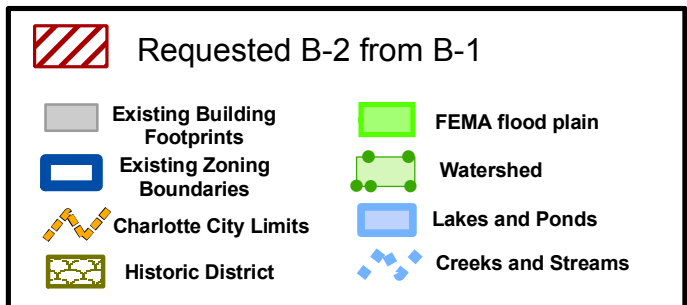 Requested B-2 from B-1
Existing Building
Footprints
Existing Zoning
Boundaries
Charlotte City Limits
Historic District
FEMA flood plain
Watershed
Lakes and Ponds
Creeks and Streams